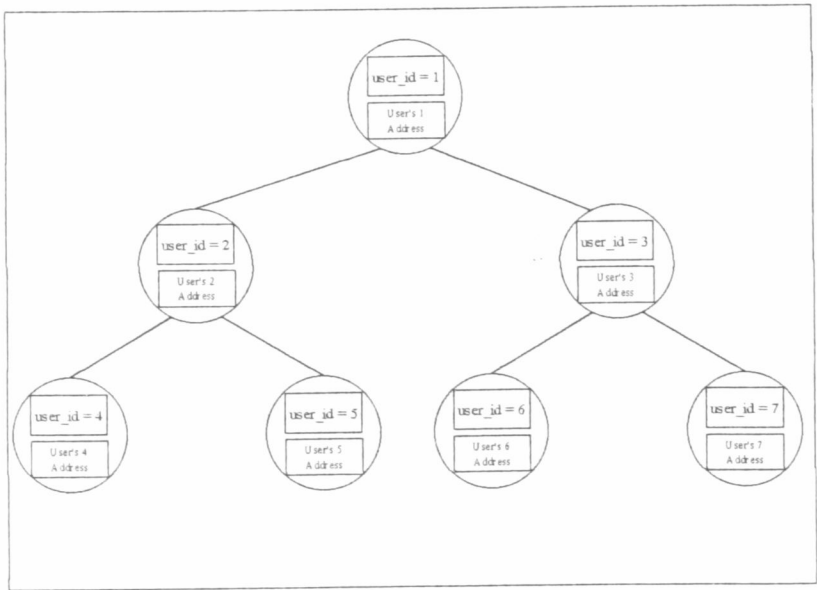 user_id = 1
User's 1
Address
user_id = 2
User's 2
Address
user_id = 3
User's 3
Address
user_id = 4
User's 4
Address
user_id = 5
User's 5
Address
user_id = 6
User's 6
Address
user_id = 7
User's 7
Address